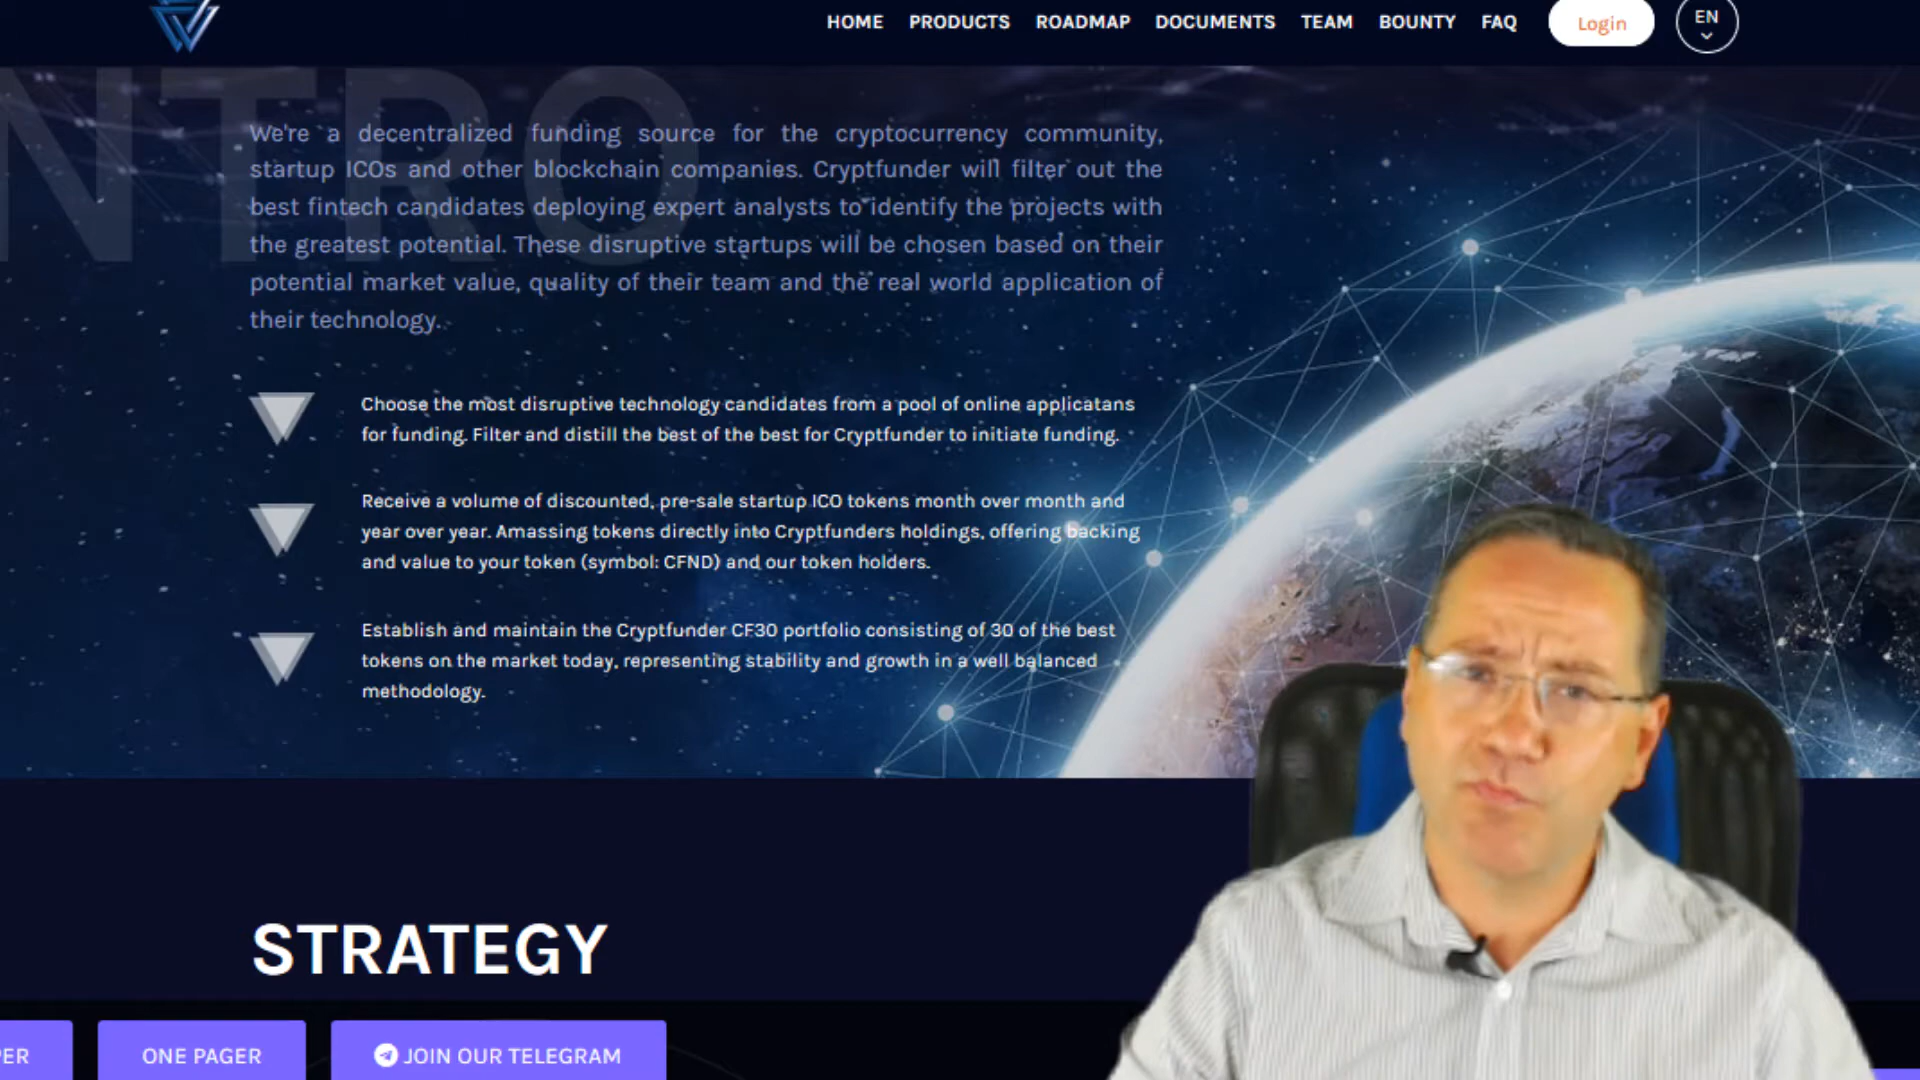 HOME PRODUCTS ROADMAP DOCUMENTS TEAM BOUNTY FAQ Login EN
NTRO
We're a decentralized funding source for the cryptocurrency community,
startup ICOs and other blockchain companies. Cryptfunder will filter out the
best fintech candidates deploying expert analysts to identify the projects with
the greatest potential. These disruptive startups will be chosen based on their
potential market value, quality of their team and the real world application of
their technology.
Choose the most disruptive technology candidates from a pool of online applicatans
for funding. Filter and distill the best of the best for Cryptfunder to initiate funding.
Receive a volume of discounted, pre-sale startup ICO tokens month over month and
year over year. Amassing tokens directly into Cryptfunders holdings, offering backing
and value to your token (symbol: CFND) and our token holders.
Establish and maintain the Cryptfunder CF30 portfolio consisting of 30 of the best
tokens on the market today, representing stability and growth in a well balanced
methodology.
STRATEGY
PER ONE PAGER JOIN OUR TELEGRAM